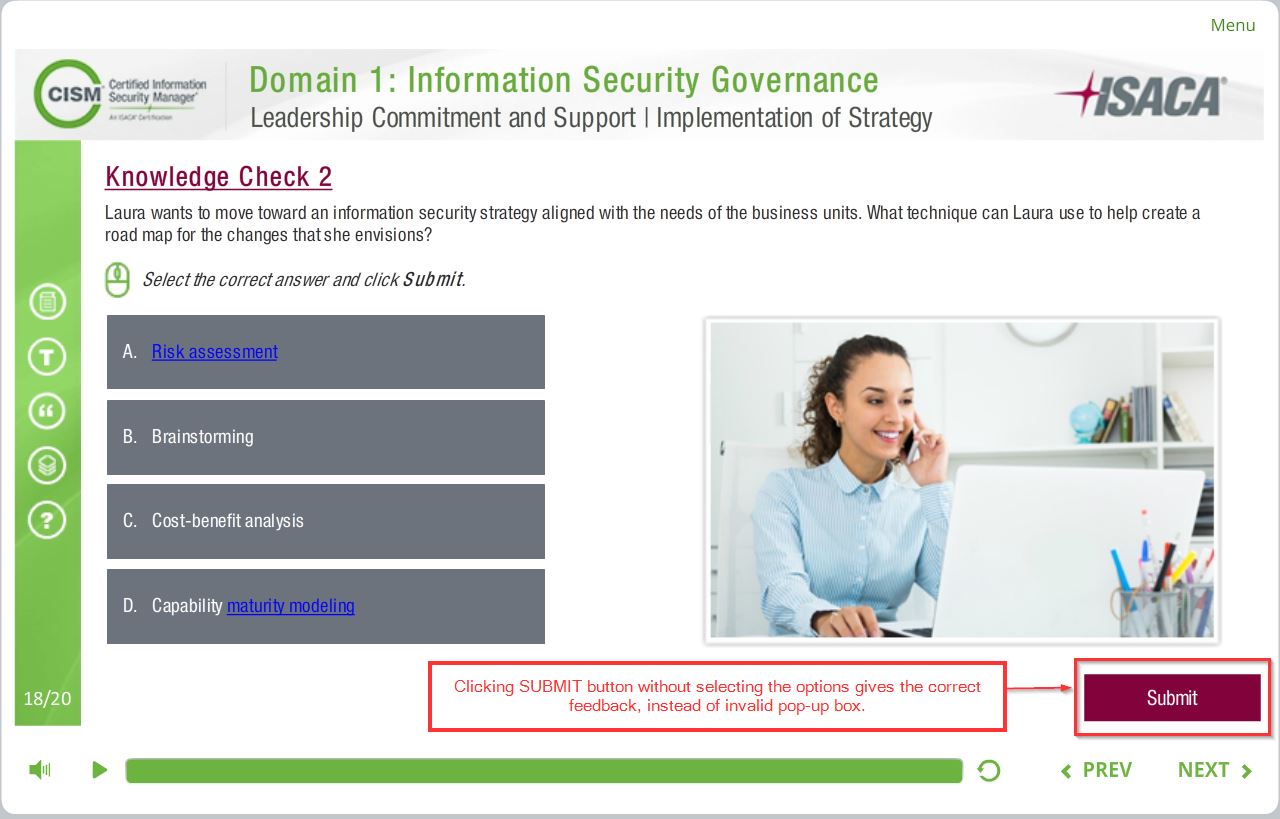 Menu
CISM
Certified Information
Security Manager®
An ISACA® Certification
Domain 1: Information Security Governance
Leadership Commitment and Support | Implementation of Strategy
ISACA®
Knowledge Check 2
Laura wants to move toward an information security strategy aligned with the needs of the business units. What technique can Laura use to help create a
road map for the changes that she envisions?
Select the correct answer and click Submit.
A. Risk assessment
B. Brainstorming
C. Cost-benefit analysis
D. Capability maturity modeling
T
“
?
18/20
Clicking SUBMIT button without selecting the options gives the correct
feedback, instead of invalid pop-up box.
Submit
PREV
NEXT